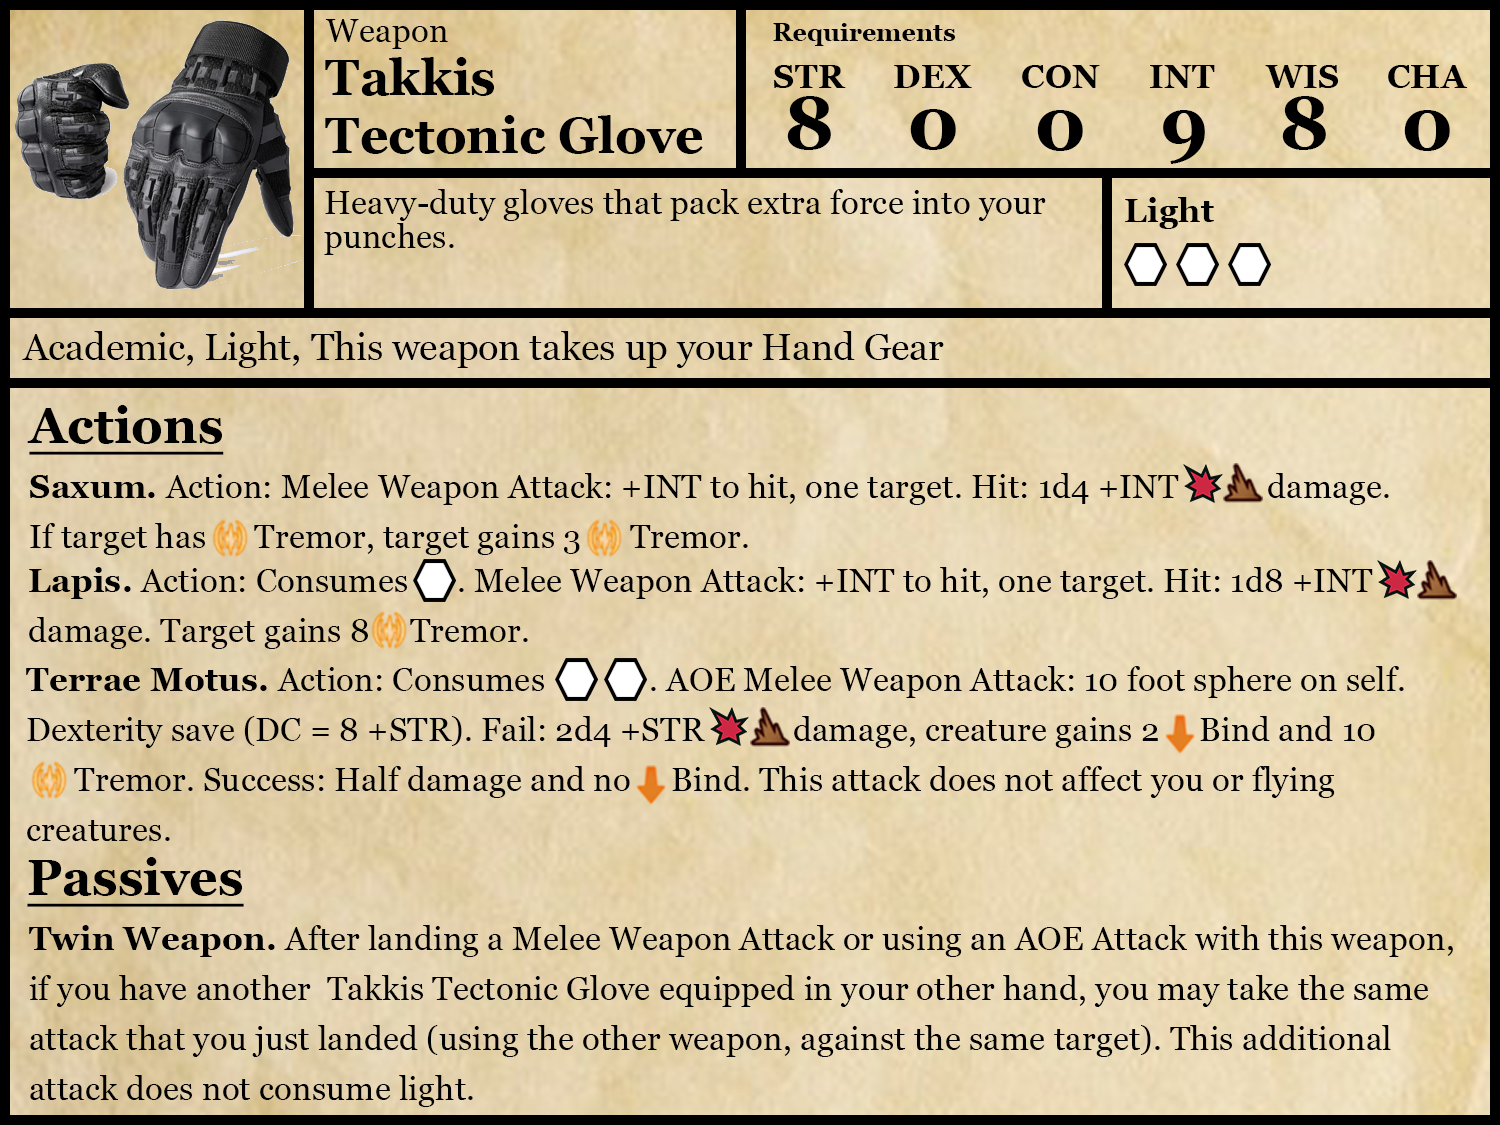 Weapon
Takkis
Tectonic Glove
Requirements
STR DEX CON INT WIS CHA
8 0 0 9 8 0
Heavy-duty gloves that pack extra force into your
punches.
Light
Academic, Light, This weapon takes up your Hand Gear
Actions
Saxum. Action: Melee Weapon Attack: +INT to hit, one target. Hit: 1d4 +INT damage.
If target has Tremor, target gains 3 Tremor.
Lapis. Action: Consumes . Melee Weapon Attack: +INT to hit, one target. Hit: 1d8 +INT
damage. Target gains 8 Tremor.
Terrae Motus. Action: Consumes . AOE Melee Weapon Attack: 10 foot sphere on self.
Dexterity save (DC = 8 +STR). Fail: 2d4 +STR damage, creature gains 2 Bind and 10
Tremor. Success: Half damage and no Bind. This attack does not affect you or flying
creatures.
Passives
Twin Weapon. After landing a Melee Weapon Attack or using an AOE Attack with this weapon,
if you have another Takkis Tectonic Glove equipped in your other hand, you may take the same
attack that you just landed (using the other weapon, against the same target). This additional
attack does not consume light.